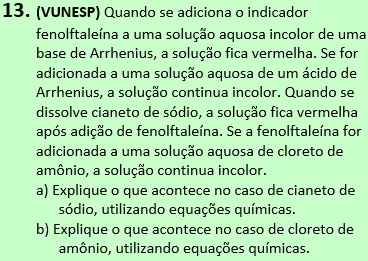 13. (VUNESP) Quando se adiciona o indicador
fenolftaleína a uma solução aquosa incolor de uma
base de Arrhenius, a solução fica vermelha. Se for
adicionada a uma solução aquosa de um ácido de
Arrhenius, a solução continua incolor. Quando se
dissolve cianeto de sódio, a solução fica vermelha
após adição de fenolftaleína. Se a fenolftaleína for
adicionada a uma solução aquosa de cloreto de
amônio, a solução continua incolor.
a) Explique o que acontece no caso de cianeto de
sódio, utilizando equações químicas.
b) Explique o que acontece no caso de cloreto de
amônio, utilizando equações químicas.